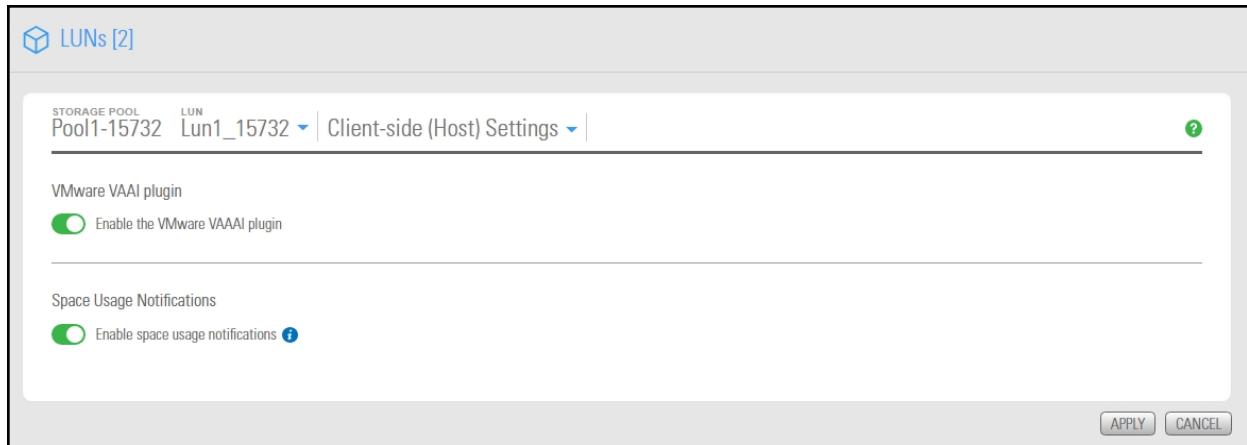 LUNs [2]
STORAGE POOL LUN
Pool1-15732 Lun1_15732 Client-side (Host) Settings
?
VMware VAAI plugin
Enable the VMware VAAAI plugin
Space Usage Notifications
Enable space usage notifications i
APPLY CANCEL